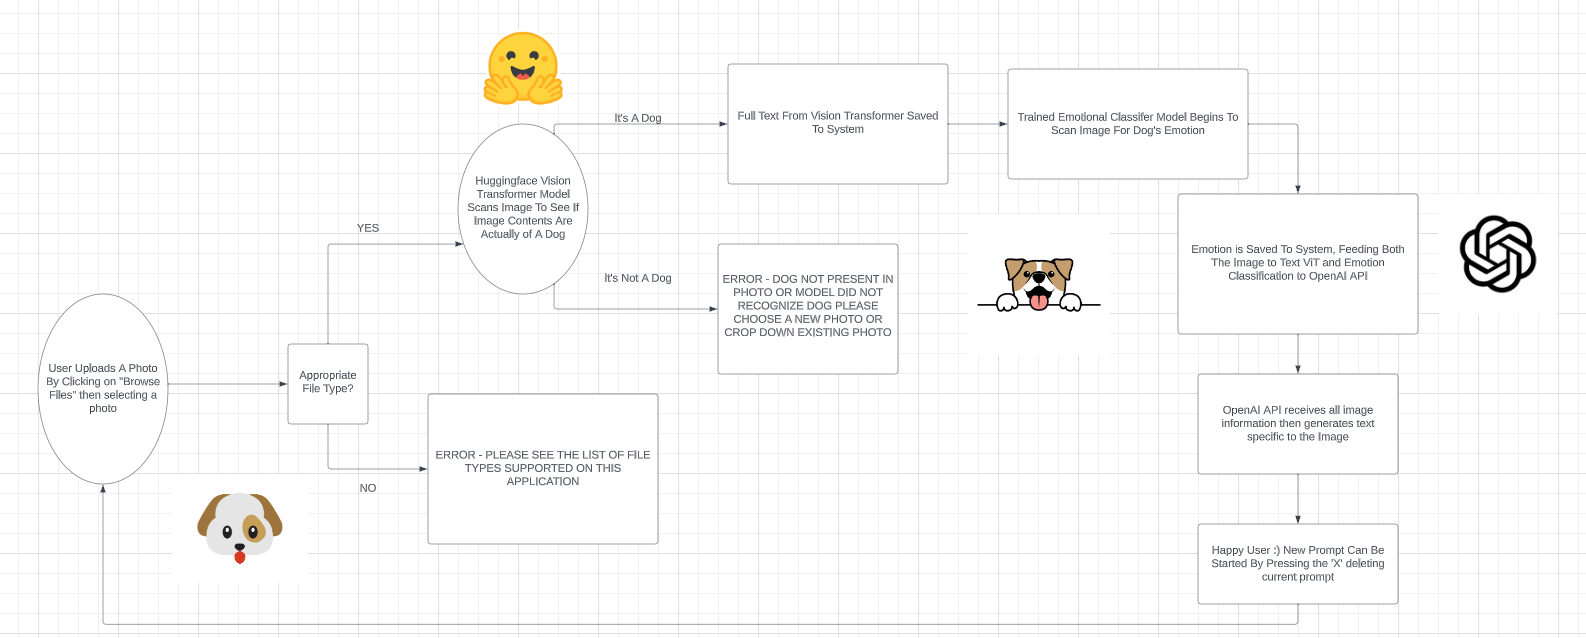 User Uploads A Photo
By Clicking on "Browse
Files" then selecting a
photo
Appropriate
File Type?
YES
NO
ERROR - PLEASE SEE THE LIST OF FILE
TYPES SUPPORTED ON THIS
APPLICATION
Huggingface Vision
Transformer Model
Scans Image To See If
Image Contents Are
Actually of A Dog
It's A Dog
It's Not A Dog
ERROR - DOG NOT PRESENT IN
PHOTO OR MODEL DID NOT
RECOGNIZE DOG PLEASE
CHOOSE A NEW PHOTO OR
CROP DOWN EXISTING PHOTO
Full Text From Vision Transformer Saved
To System
Trained Emotional Classifer Model Begins To
Scan Image For Dog's Emotion
Emotion is Saved To System, Feeding Both
The Image to Text ViT and Emotion
Classification to OpenAI API
OpenAI API receives all image
information then generates text
specific to the Image
Happy User :) New Prompt Can Be
Started By Pressing the 'X' deleting
current prompt